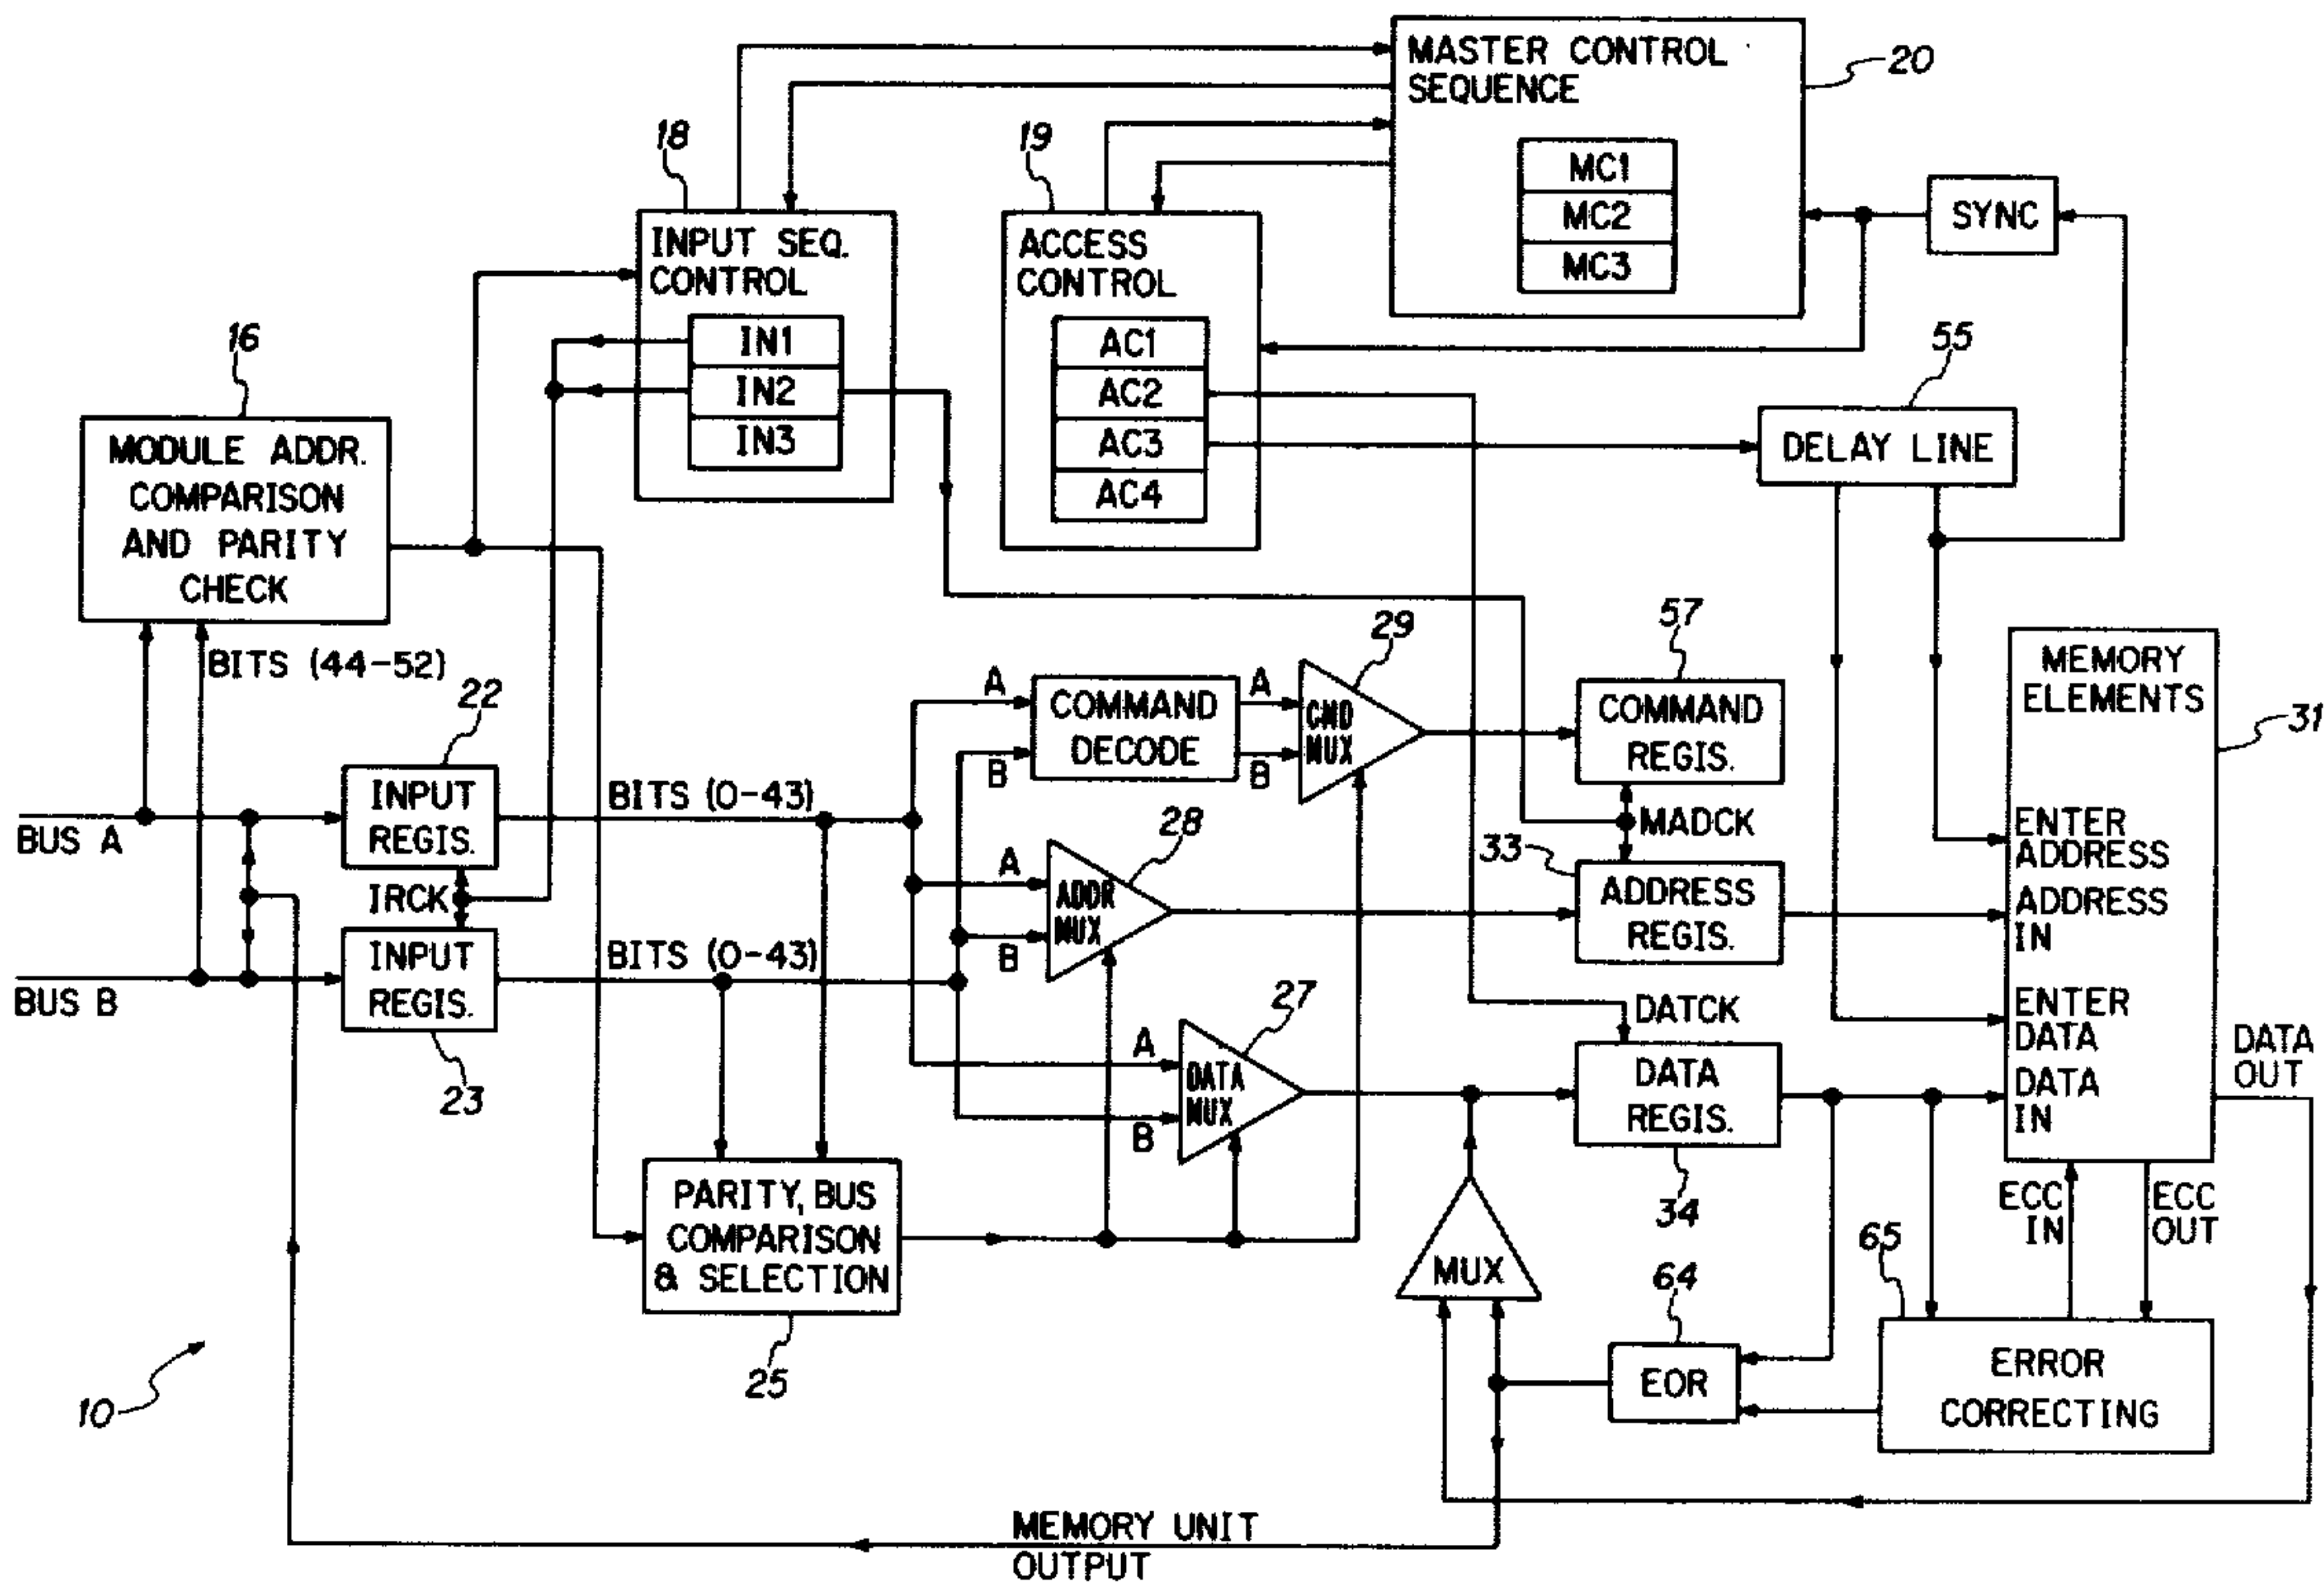 MASTER CONTROL
SEQUENCE
20
MC1
MC2
MC3
18
INPUT SEQ.
CONTROL
IN1
IN2
IN3
19
ACCESS
CONTROL
AC1
AC2
AC3
AC4
SYNC
55
DELAY LINE
16
MODULE ADDR.
COMPARISON
AND PARITY
CHECK
BITS (44-52)
22
INPUT
REGIS.
BUS A
IRCK
INPUT
REGIS.
BUS B
23
BITS (0-43)
BITS (0-43)
A
B
COMMAND
DECODE
A
B
29
CMD
MUX
57
COMMAND
REGIS.
MADCK
28
A
B
ADDR
MUX
33
ADDRESS
REGIS.
27
A
B
DATA
MUX
DATCK
DATA
REGIS.
34
MEMORY
ELEMENTS
31
ENTER
ADDRESS
ADDRESS
IN
ENTER
DATA
DATA
IN
DATA
OUT
ECC
IN
ECC
OUT
PARITY, BUS
COMPARISON
& SELECTION
25
MUX
64
EOR
65
ERROR
CORRECTING
10
MEMORY UNIT
OUTPUT